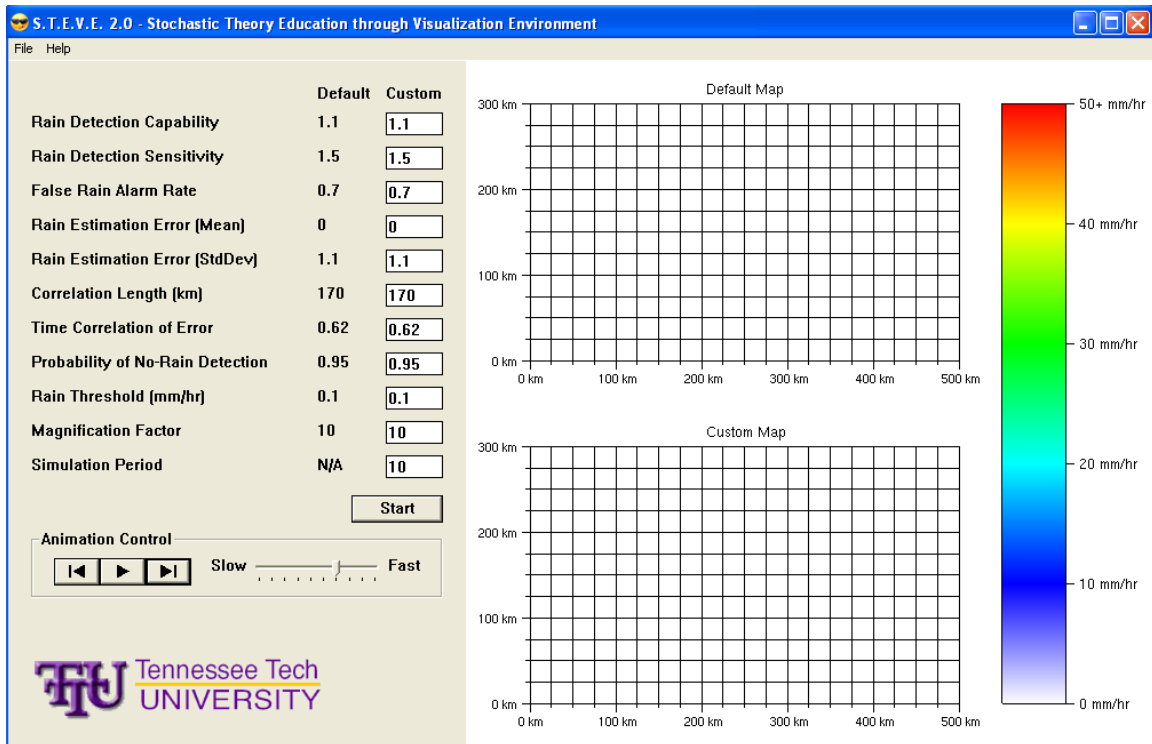 S.T.E.V.E. 2.0 - Stochastic Theory Education through Visualization Environment
File Help
Default Custom
Rain Detection Capability 1.1 1.1
Rain Detection Sensitivity 1.5 1.5
False Rain Alarm Rate 0.7 0.7
Rain Estimation Error (Mean) 0 0
Rain Estimation Error (StdDev) 1.1 1.1
Correlation Length (km) 170 170
Time Correlation of Error 0.62 0.62
Probability of No-Rain Detection 0.95 0.95
Rain Threshold (mm/hr) 0.1 0.1
Magnification Factor 10 10
Simulation Period N/A 10
Start
Animation Control
Slow Fast
TTU Tennessee Tech
UNIVERSITY
Default Map
300 km
200 km
100 km
0 km
0 km 100 km 200 km 300 km 400 km 500 km
Custom Map
300 km
200 km
100 km
0 km
0 km 100 km 200 km 300 km 400 km 500 km
50+ mm/hr
40 mm/hr
30 mm/hr
20 mm/hr
10 mm/hr
0 mm/hr